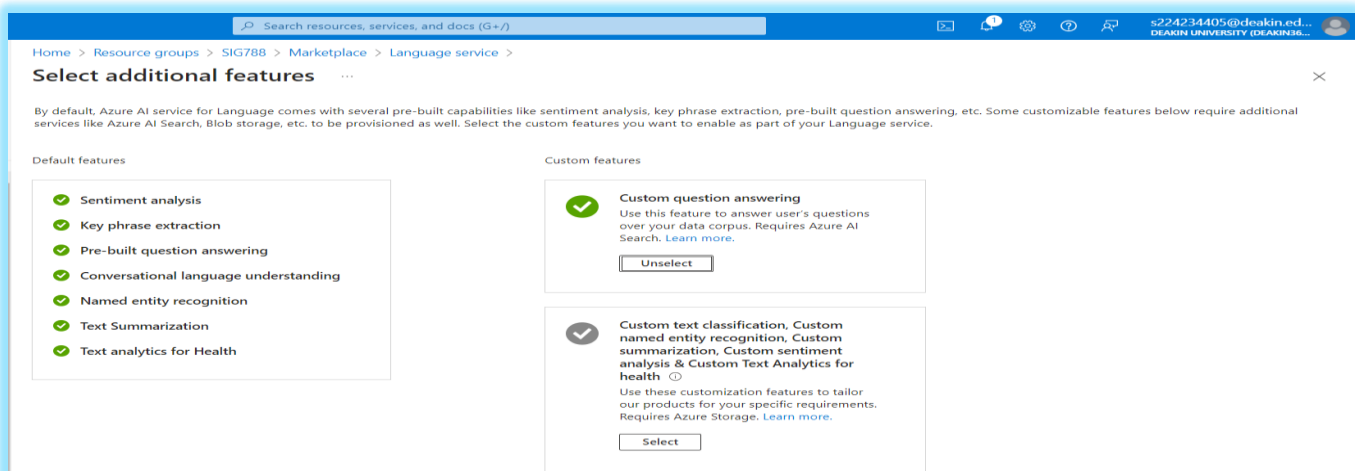 Search resources, services, and docs (G+/)
1
s224234405@deakin.ed...
DEAKIN UNIVERSITY (DEAKIN36...
Home > Resource groups > SIG788 > Marketplace > Language service >
Select additional features ...
By default, Azure AI service for Language comes with several pre-built capabilities like sentiment analysis, key phrase extraction, pre-built question answering, etc. Some customizable features below require additional
services like Azure AI Search, Blob storage, etc. to be provisioned as well. Select the custom features you want to enable as part of your Language service.
Default features
Sentiment analysis
Key phrase extraction
Pre-built question answering
Conversational language understanding
Named entity recognition
Text Summarization
Text analytics for Health
Custom features
Custom question answering
Use this feature to answer user's questions
over your data corpus. Requires Azure AI
Search. Learn more.
Unselect
Custom text classification, Custom
named entity recognition, Custom
summarization, Custom sentiment
analysis & Custom Text Analytics for
health
Use these customization features to tailor
our products for your specific requirements.
Requires Azure Storage. Learn more.
Select